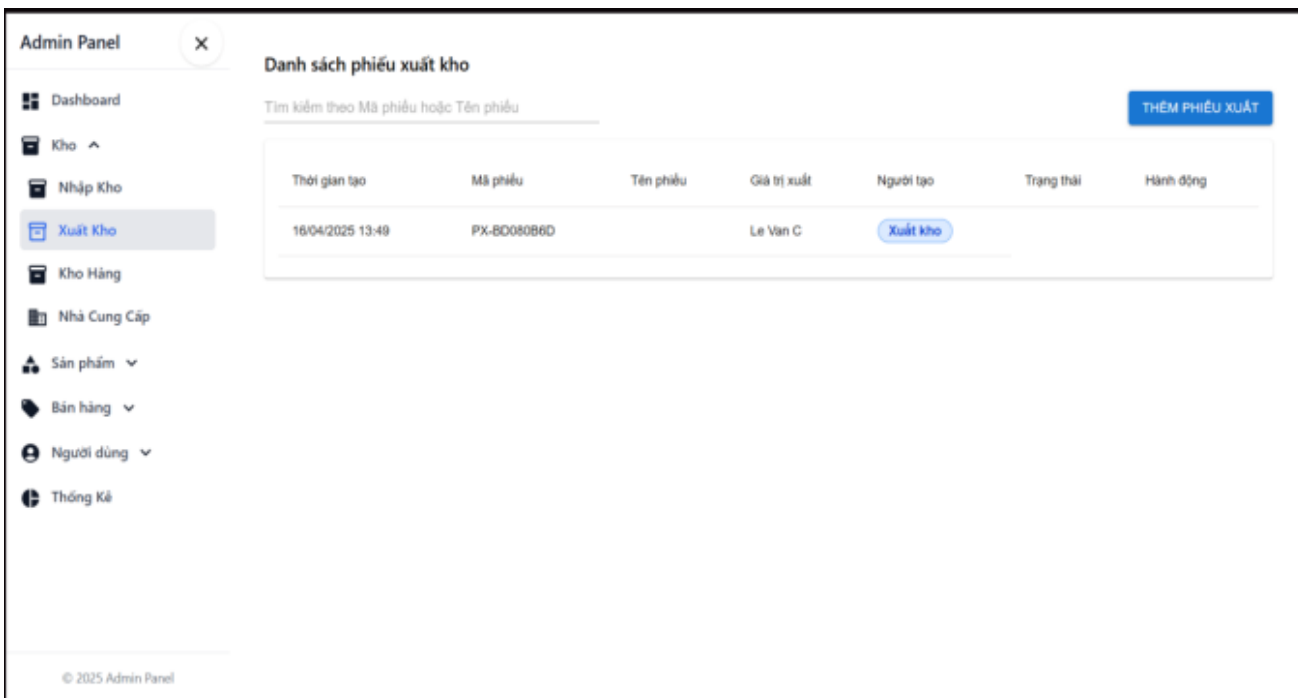 Admin Panel
Dashboard
Kho
Nhập Kho
Xuất Kho
Kho Hàng
Nhà Cung Cấp
Sản phẩm
Bán hàng
Người dùng
Thống Kê
© 2025 Admin Panel
Danh sách phiếu xuất kho
Tìm kiếm theo Mã phiếu hoặc Tên phiếu
THÊM PHIẾU XUẤT
Thời gian tạo Mã phiếu Tên phiếu Giá trị xuất Người tạo Trạng thái Hành động
16/04/2025 13:49 PX-BD080B6D Le Van C Xuất kho